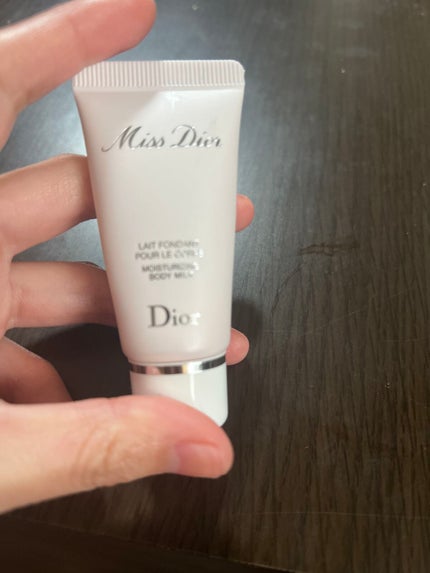 Miss Dior
LAIT FONDANT
POUR LE CORPS
MOISTURIZING
BODY MILK
Dior